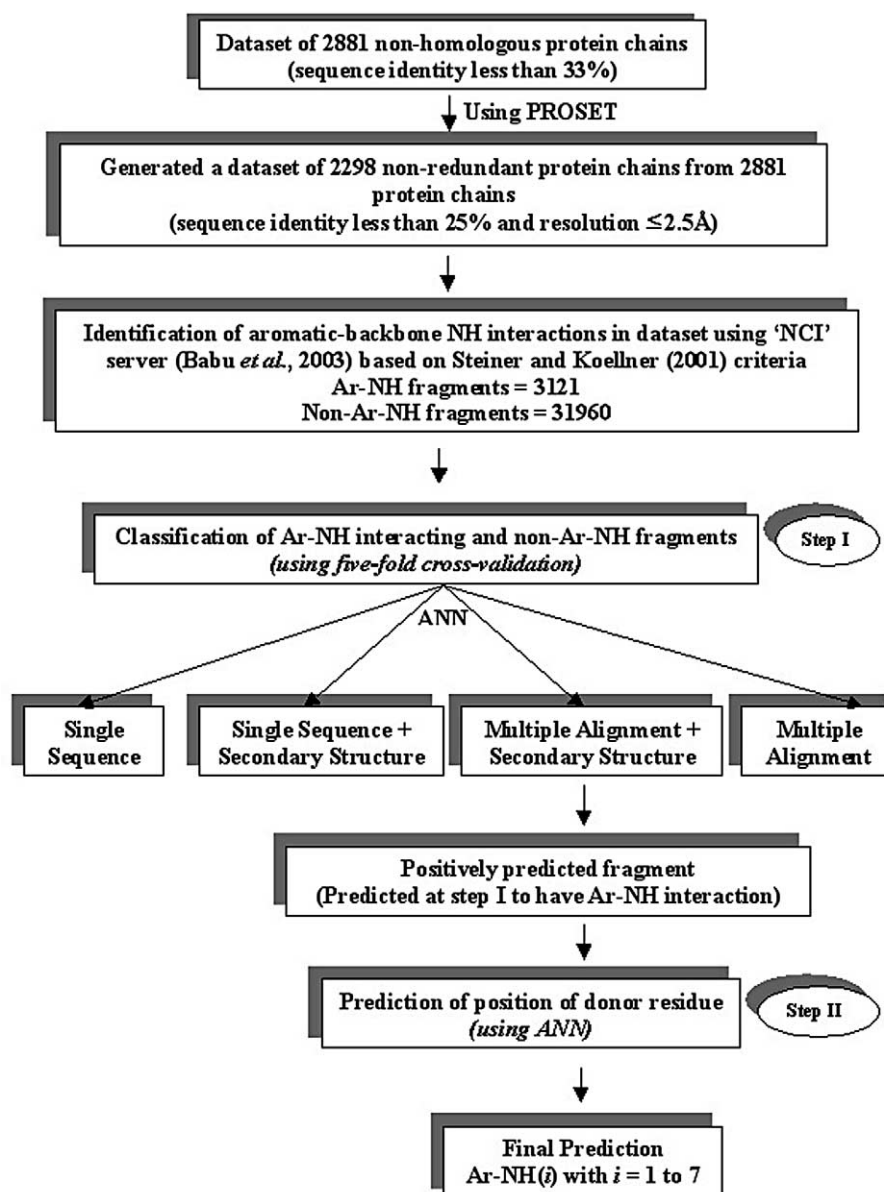 Dataset of 2881 non-homologous protein chains
(sequence identity less than 33%)
Using PROSET
Generated a dataset of 2298 non-redundant protein chains from 2881
protein chains
(sequence identity less than 25% and resolution ≤2.5Å)
Identification of aromatic-backbone NH interactions in dataset using ‘NCI’
server (Babu et al., 2003) based on Steiner and Koellner (2001) criteria
Ar-NH fragments = 3121
Non-Ar-NH fragments = 31960
Classification of Ar-NH interacting and non-Ar-NH fragments
(using five-fold cross-validation)
Step I
ANN
Single
Sequence
Single Sequence +
Secondary Structure
Multiple Alignment +
Secondary Structure
Multiple
Alignment
Positively predicted fragment
(Predicted at step I to have Ar-NH interaction)
Prediction of position of donor residue
(using ANN)
Step II
Final Prediction
Ar-NH(i) with i = 1 to 7